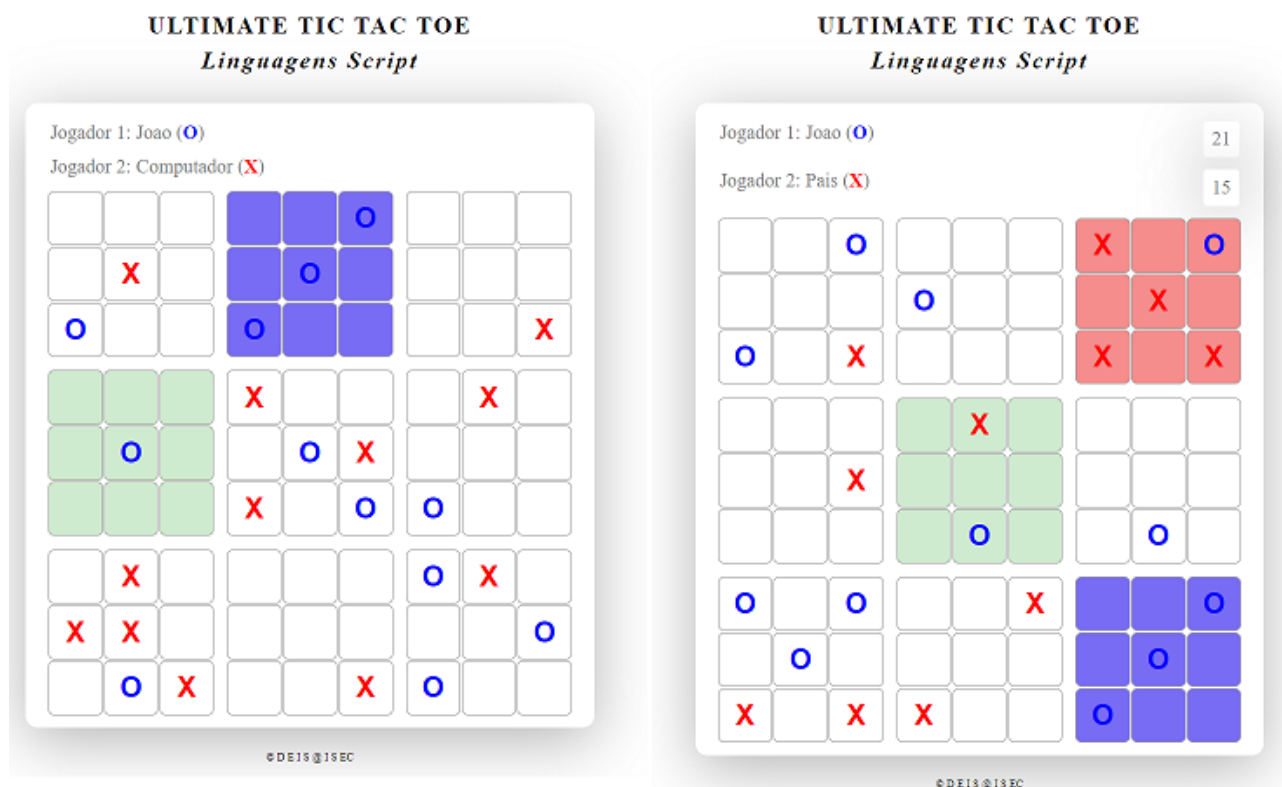 ULTIMATE TIC TAC TOE
Linguagens Script
Jogador 1: Joao (O)
Jogador 2: Computador (X)
O
X O
O O X
X X
O O X
X O O
X O X
X X O
O X X O
©DEIS@ISEC
ULTIMATE TIC TAC TOE
Linguagens Script
Jogador 1: Joao (O) 21
Jogador 2: Pais (X) 15
O X O
O X
O X X X
X
X
O O
O O X O
O O
X X X O
©DEIS@ISEC